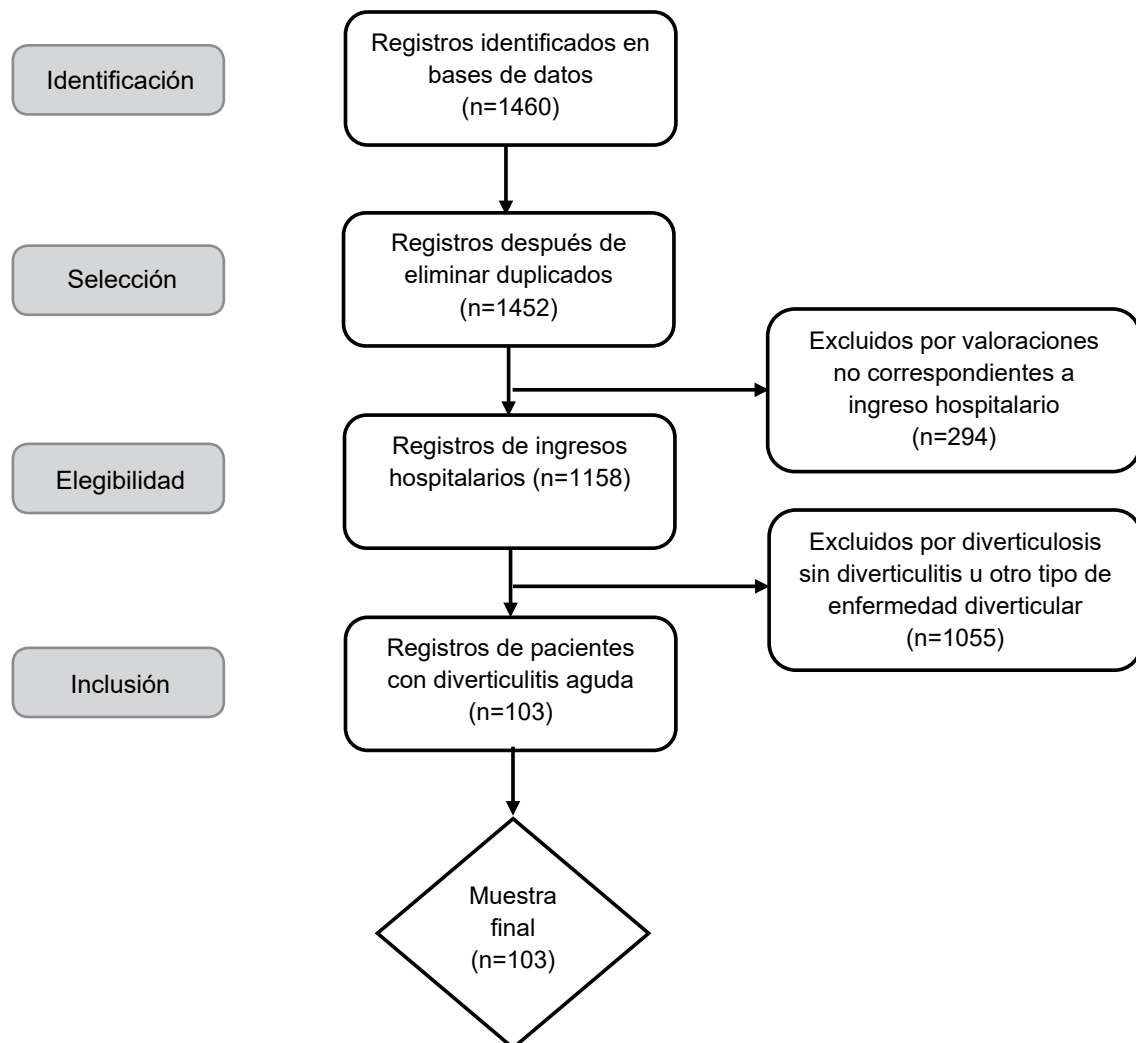 Identificación
Registros identificados en
bases de datos
(n=1460)
Selección
Registros después de
eliminar duplicados
(n=1452)
Excluidos por valoraciones
no correspondientes a
ingreso hospitalario
(n=294)
Elegibilidad
Registros de ingresos
hospitalarios (n=1158)
Excluidos por diverticulosis
sin diverticulitis u otro tipo de
enfermedad diverticular
(n=1055)
Inclusión
Registros de pacientes
con diverticulitis aguda
(n=103)
Muestra
final
(n=103)